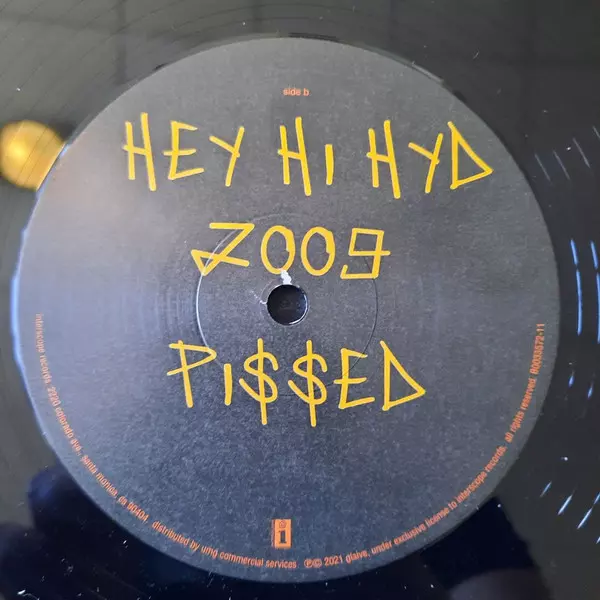 side b
HEY HI HYD
2009
PI$$ED
interscope records, 2220 colorado ave., santa monica, ca 90404 distributed by umg commercial services ℗© 2021 glaive, under exclusive license to interscope records. all rights reserved. B0033572-11
i